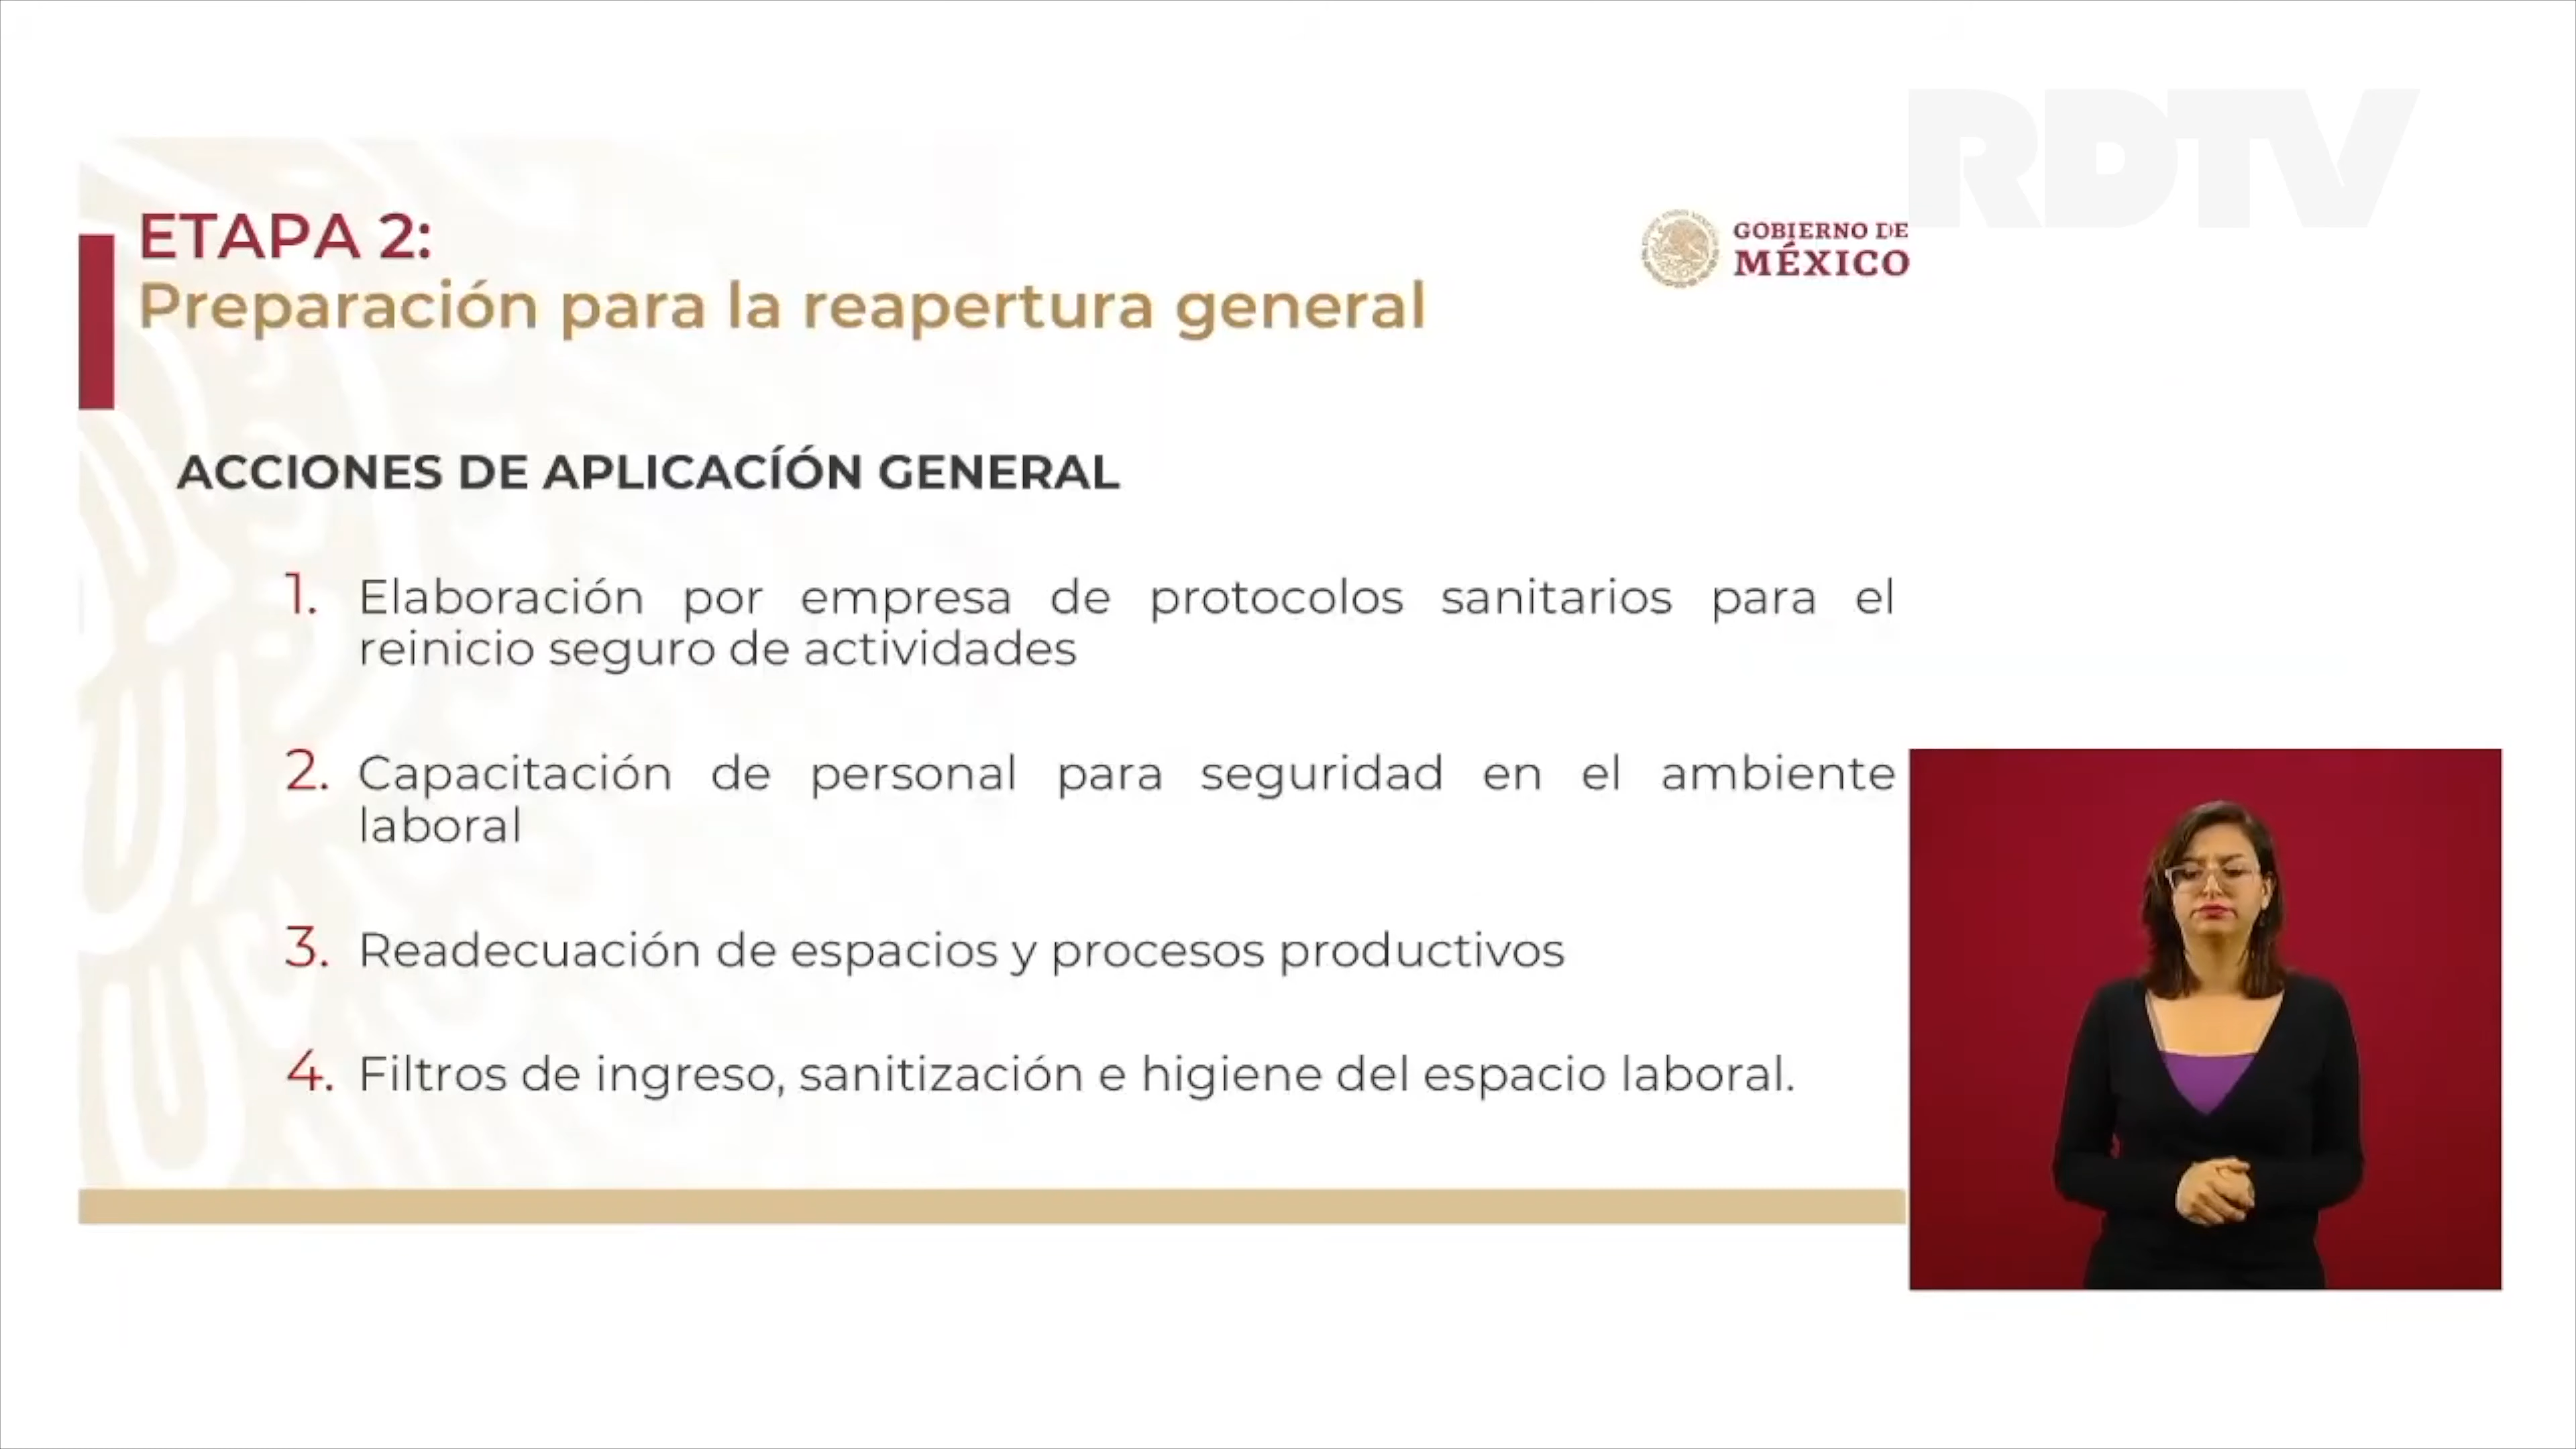 RDTV
ETAPA 2:
Preparación para la reapertura general
GOBIERNO DE
MÉXICO
ACCIONES DE APLICACÍÓN GENERAL
1. Elaboración por empresa de protocolos sanitarios para el
reinicio seguro de actividades
2. Capacitación de personal para seguridad en el ambiente
laboral
3. Readecuación de espacios y procesos productivos
4. Filtros de ingreso, sanitización e higiene del espacio laboral.